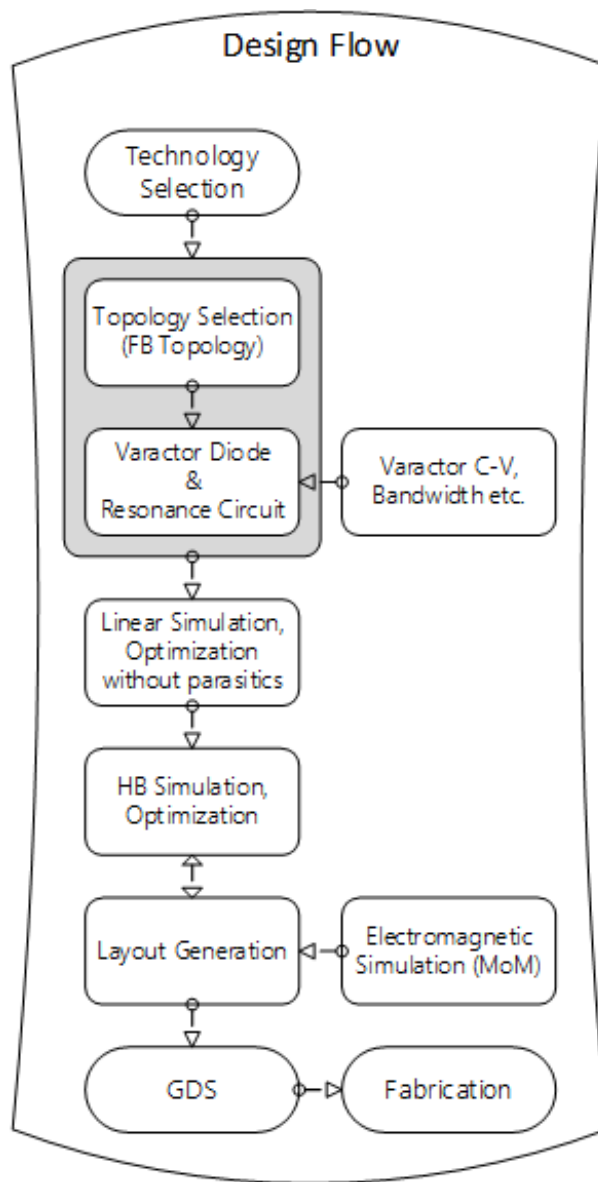 Design Flow
Technology
Selection
Topology Selection
(FB Topology)
Varactor Diode
&
Resonance Circuit
Varactor C-V,
Bandwidth etc.
Linear Simulation,
Optimization
without parasitics
HB Simulation,
Optimization
Layout Generation
Electromagnetic
Simulation (MoM)
GDS
Fabrication